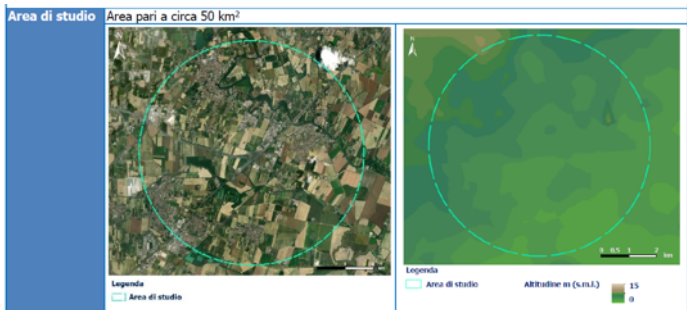 Area di studio
Area pari a circa 50 km²
N
Legenda
Area di studio
N
0 0,5 1 2
km
Legenda
Area di studio
Altitudine m (s.m.l.)
15
0